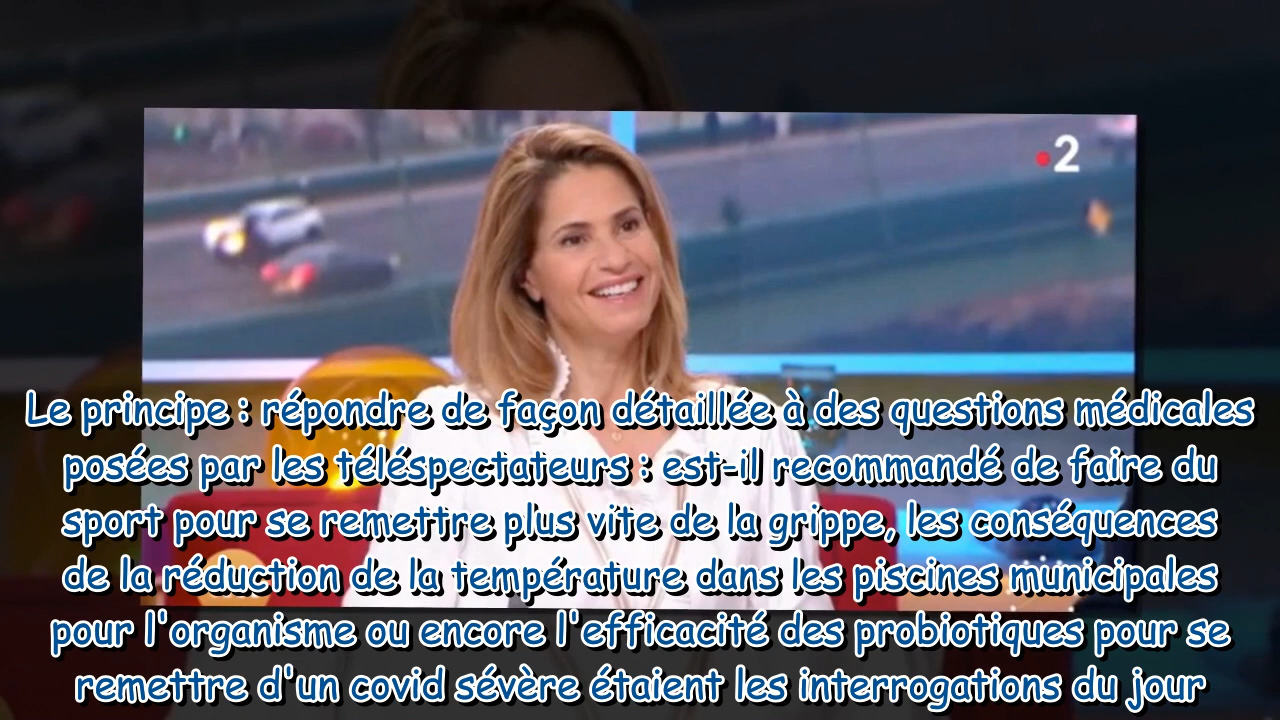 2
Le principe : répondre de façon détaillée à des questions médicales
posées par les téléspectateurs : est-il recommandé de faire du
sport pour se remettre plus vite de la grippe, les conséquences
de la réduction de la température dans les piscines municipales
pour l'organisme ou encore l'efficacité des probiotiques pour se
remettre d'un covid sévère étaient les interrogations du jour